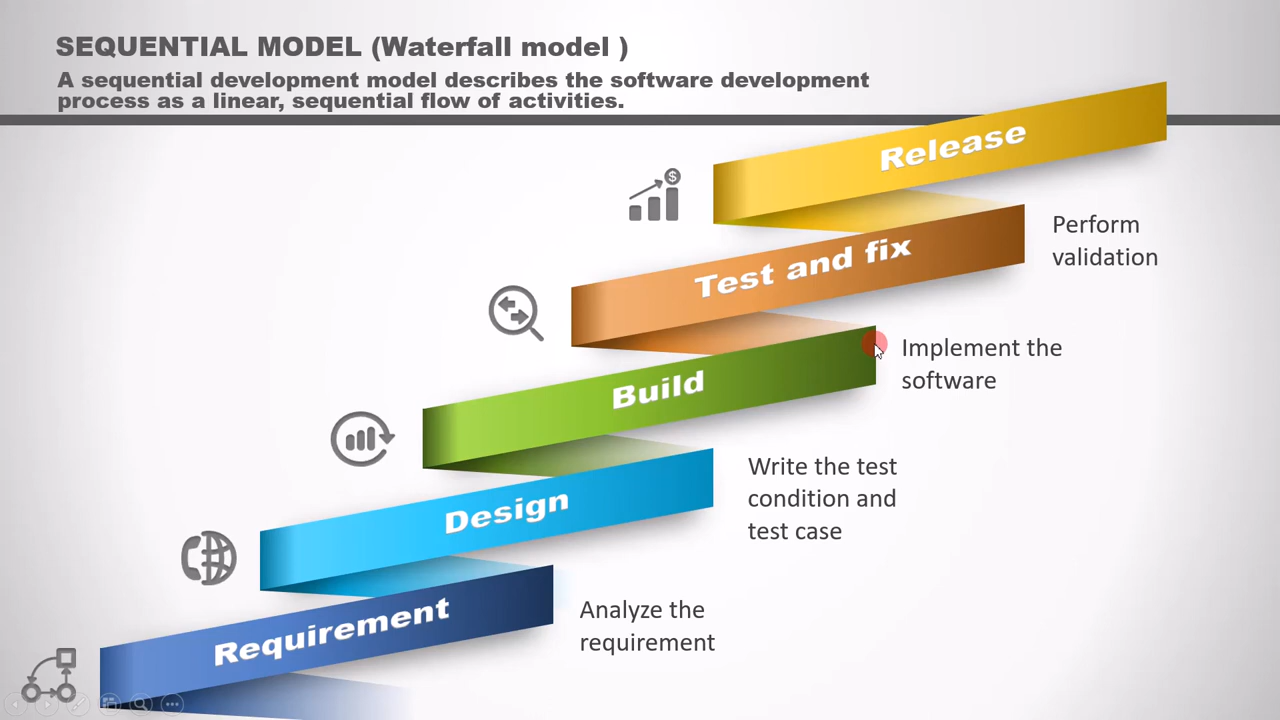 SEQUENTIAL MODEL (Waterfall model )
A sequential development model describes the software development
process as a linear, sequential flow of activities.
Release
$
Perform
validation
Test and fix
Implement the
software
Build
Write the test
condition and
test case
Design
Analyze the
requirement
Requirement